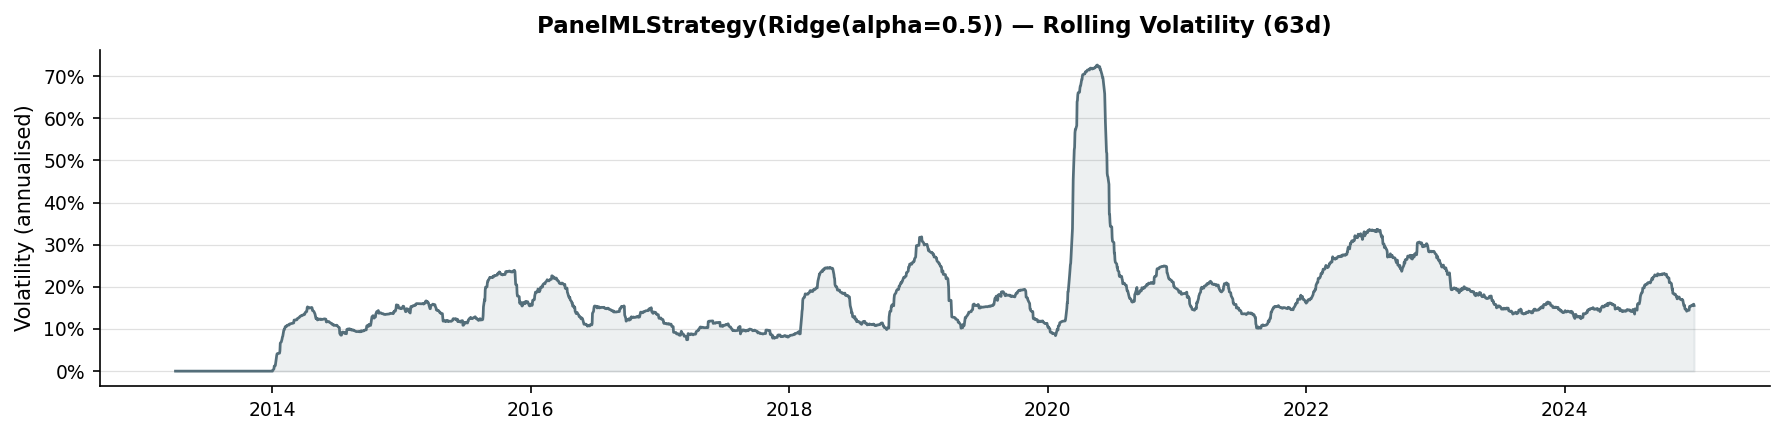 PanelMLStrategy(Ridge(alpha=0.5)) — Rolling Volatility (63d)
Volatility (annualised)
70%
60%
50%
40%
30%
20%
10%
0%
2014 2016 2018 2020 2022 2024